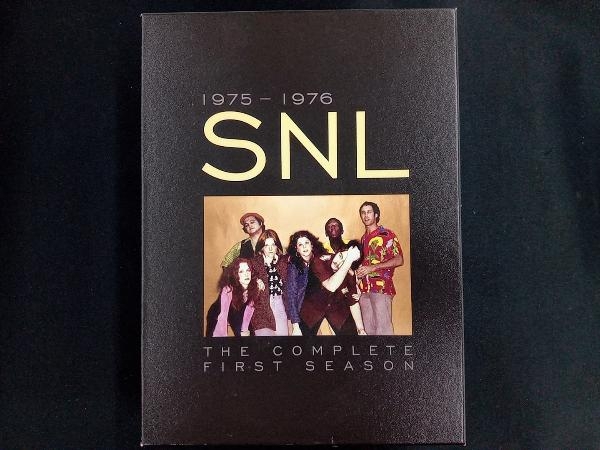 1975 – 1976
SNL
THE COMPLETE
FIRST SEASON